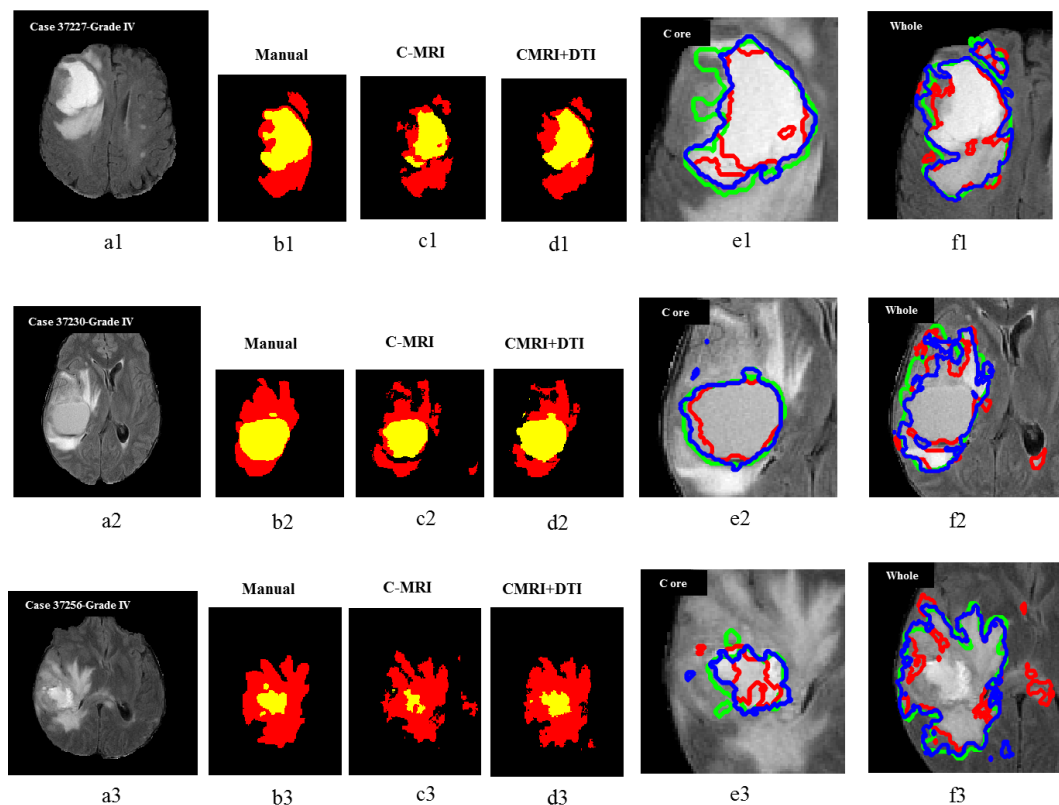 Case 37227-Grade IV
Manual
C-MRI
CMRI+DTI
C ore
Whole
a1
b1
c1
d1
e1
f1
Case 37230-Grade IV
Manual
C-MRI
CMRI+DTI
C ore
Whole
a2
b2
c2
d2
e2
f2
Case 37256-Grade IV
Manual
C-MRI
CMRI+DTI
C ore
Whole
a3
b3
c3
d3
e3
f3